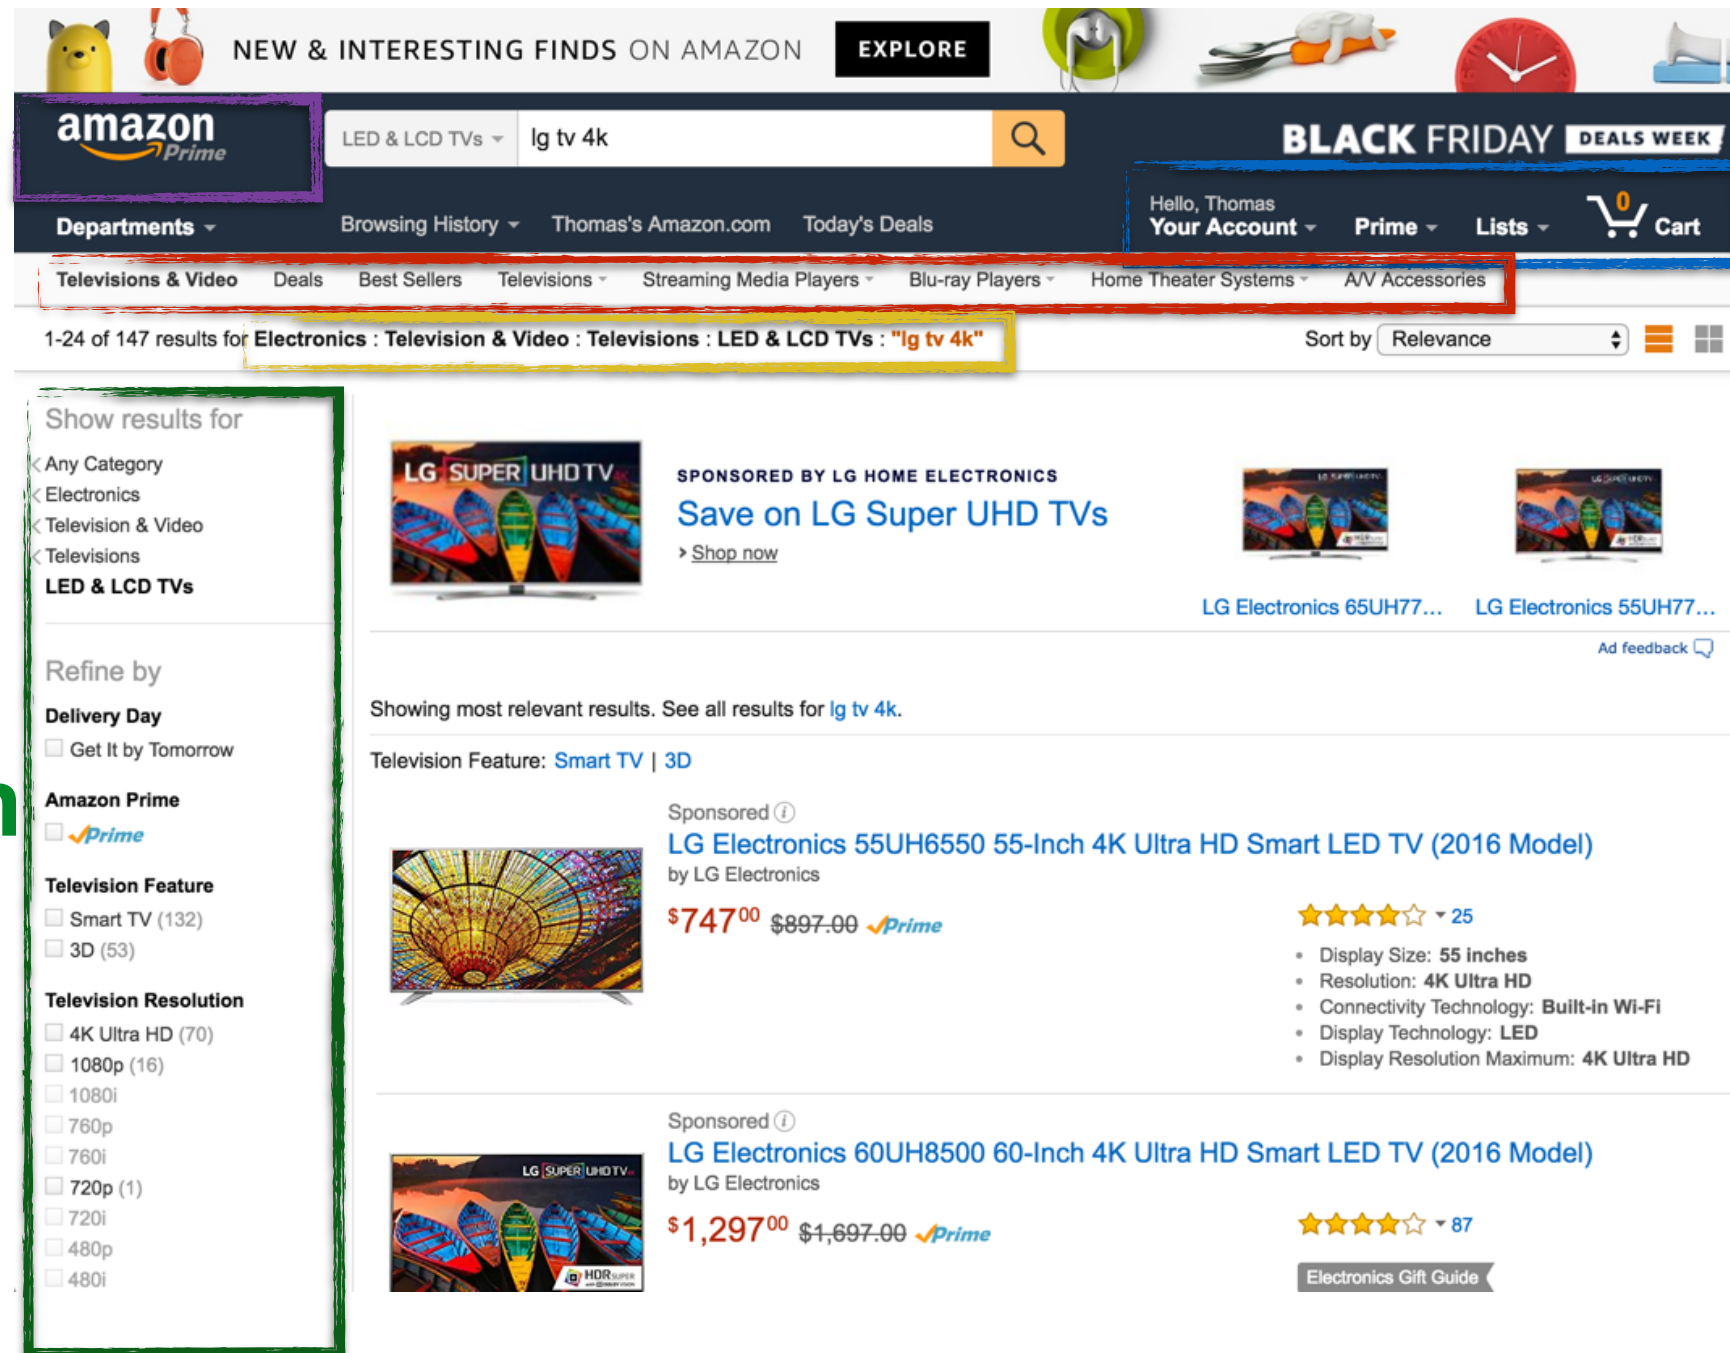 NEW & INTERESTING FINDS ON AMAZON EXPLORE
amazon Prime
LED & LCD TVs lg tv 4k
BLACK FRIDAY DEALS WEEK
Departments Browsing History Thomas's Amazon.com Today's Deals
Hello, Thomas
Your Account Prime Lists 0 Cart
Televisions & Video Deals Best Sellers Televisions Streaming Media Players Blu-ray Players Home Theater Systems A/V Accessories
1-24 of 147 results for Electronics : Television & Video : Televisions : LED & LCD TVs : "lg tv 4k"
Sort by Relevance
Show results for
Any Category
Electronics
Television & Video
Televisions
LED & LCD TVs
Refine by
Delivery Day
Get It by Tomorrow
n
Amazon Prime
Prime
Television Feature
Smart TV (132)
3D (53)
Television Resolution
4K Ultra HD (70)
1080p (16)
1080i
760p
760i
720p (1)
720i
480p
480i
LG SUPER UHD TV 4K
SPONSORED BY LG HOME ELECTRONICS
Save on LG Super UHD TVs
> Shop now
LG Electronics 65UH77...
LG Electronics 55UH77...
Ad feedback
Showing most relevant results. See all results for lg tv 4k.
Television Feature: Smart TV | 3D
Sponsored
LG Electronics 55UH6550 55-Inch 4K Ultra HD Smart LED TV (2016 Model)
by LG Electronics
$74700 $897.00 Prime
25
• Display Size: 55 inches
• Resolution: 4K Ultra HD
• Connectivity Technology: Built-in Wi-Fi
• Display Technology: LED
• Display Resolution Maximum: 4K Ultra HD
Sponsored
LG Electronics 60UH8500 60-Inch 4K Ultra HD Smart LED TV (2016 Model)
by LG Electronics
LG SUPER UHD TV
HDR SUPER
$1,29700 $1,697.00 Prime
87
Electronics Gift Guide